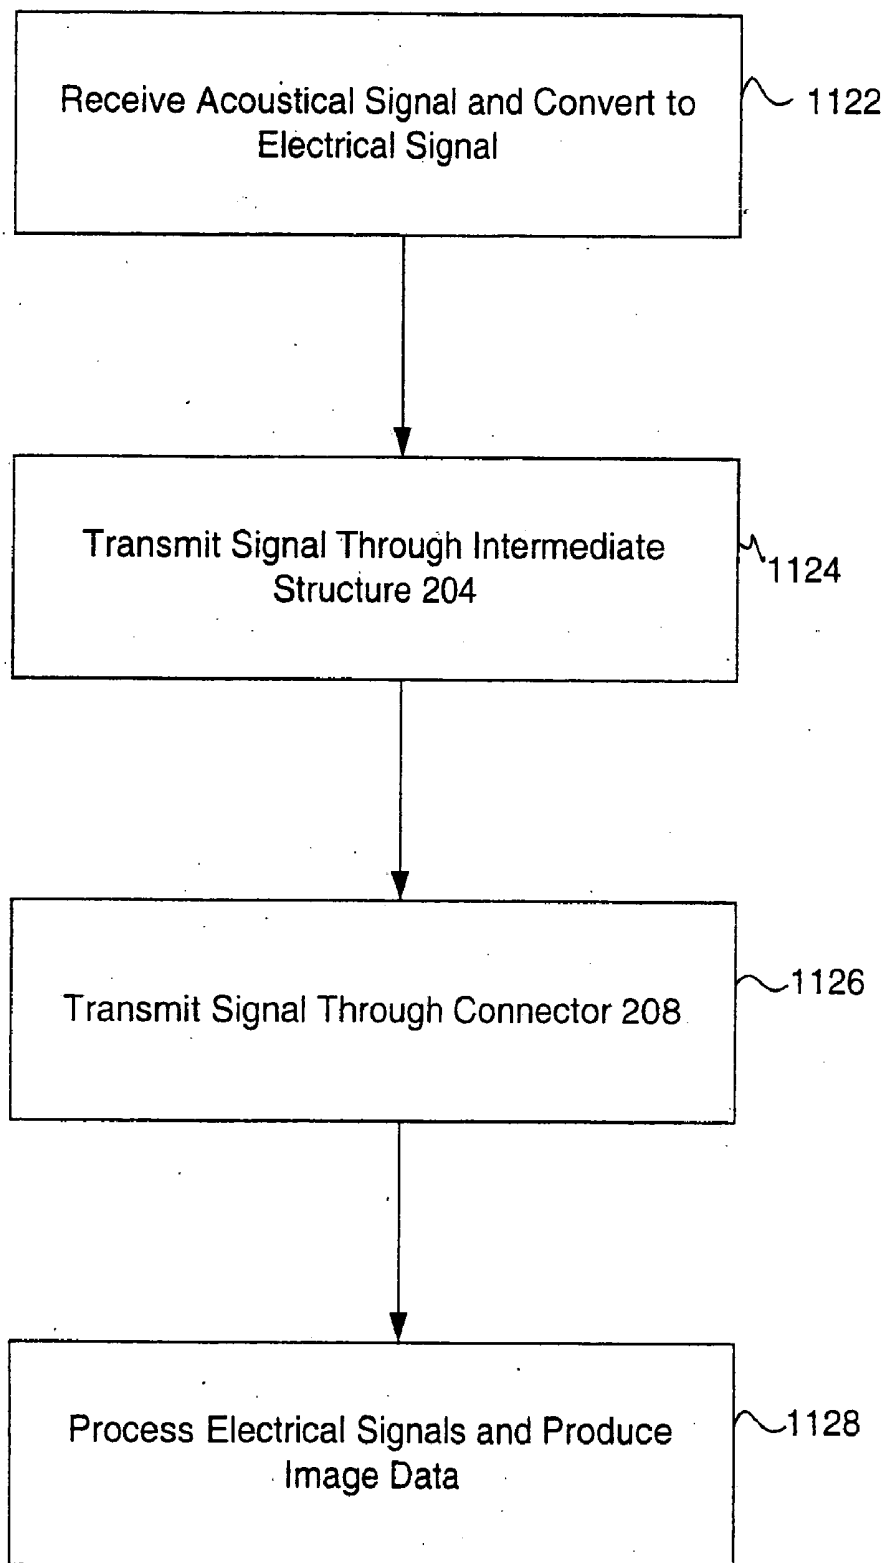 Receive Acoustical Signal and Convert to
Electrical Signal
1122
Transmit Signal Through Intermediate
Structure 204
1124
Transmit Signal Through Connector 208
1126
Process Electrical Signals and Produce
Image Data
1128